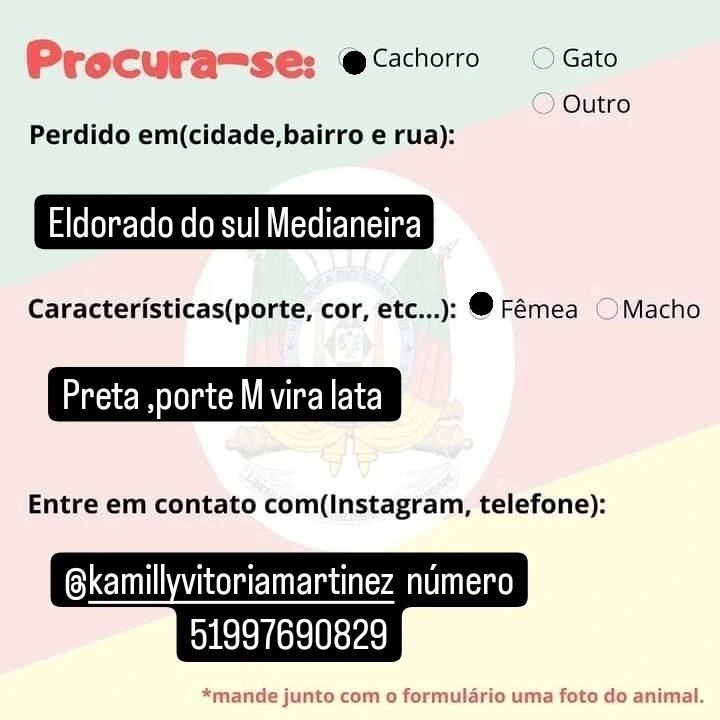 Procura-se: Cachorro Gato
Outro
Perdido em(cidade,bairro e rua):
Eldorado do sul Medianeira
Características(porte, cor, etc...): Fêmea Macho
Preta ,porte M vira lata
Entre em contato com(Instagram, telefone):
@kamillyvitoriamartinez número
51997690829
*mande junto com o formulário uma foto do animal.